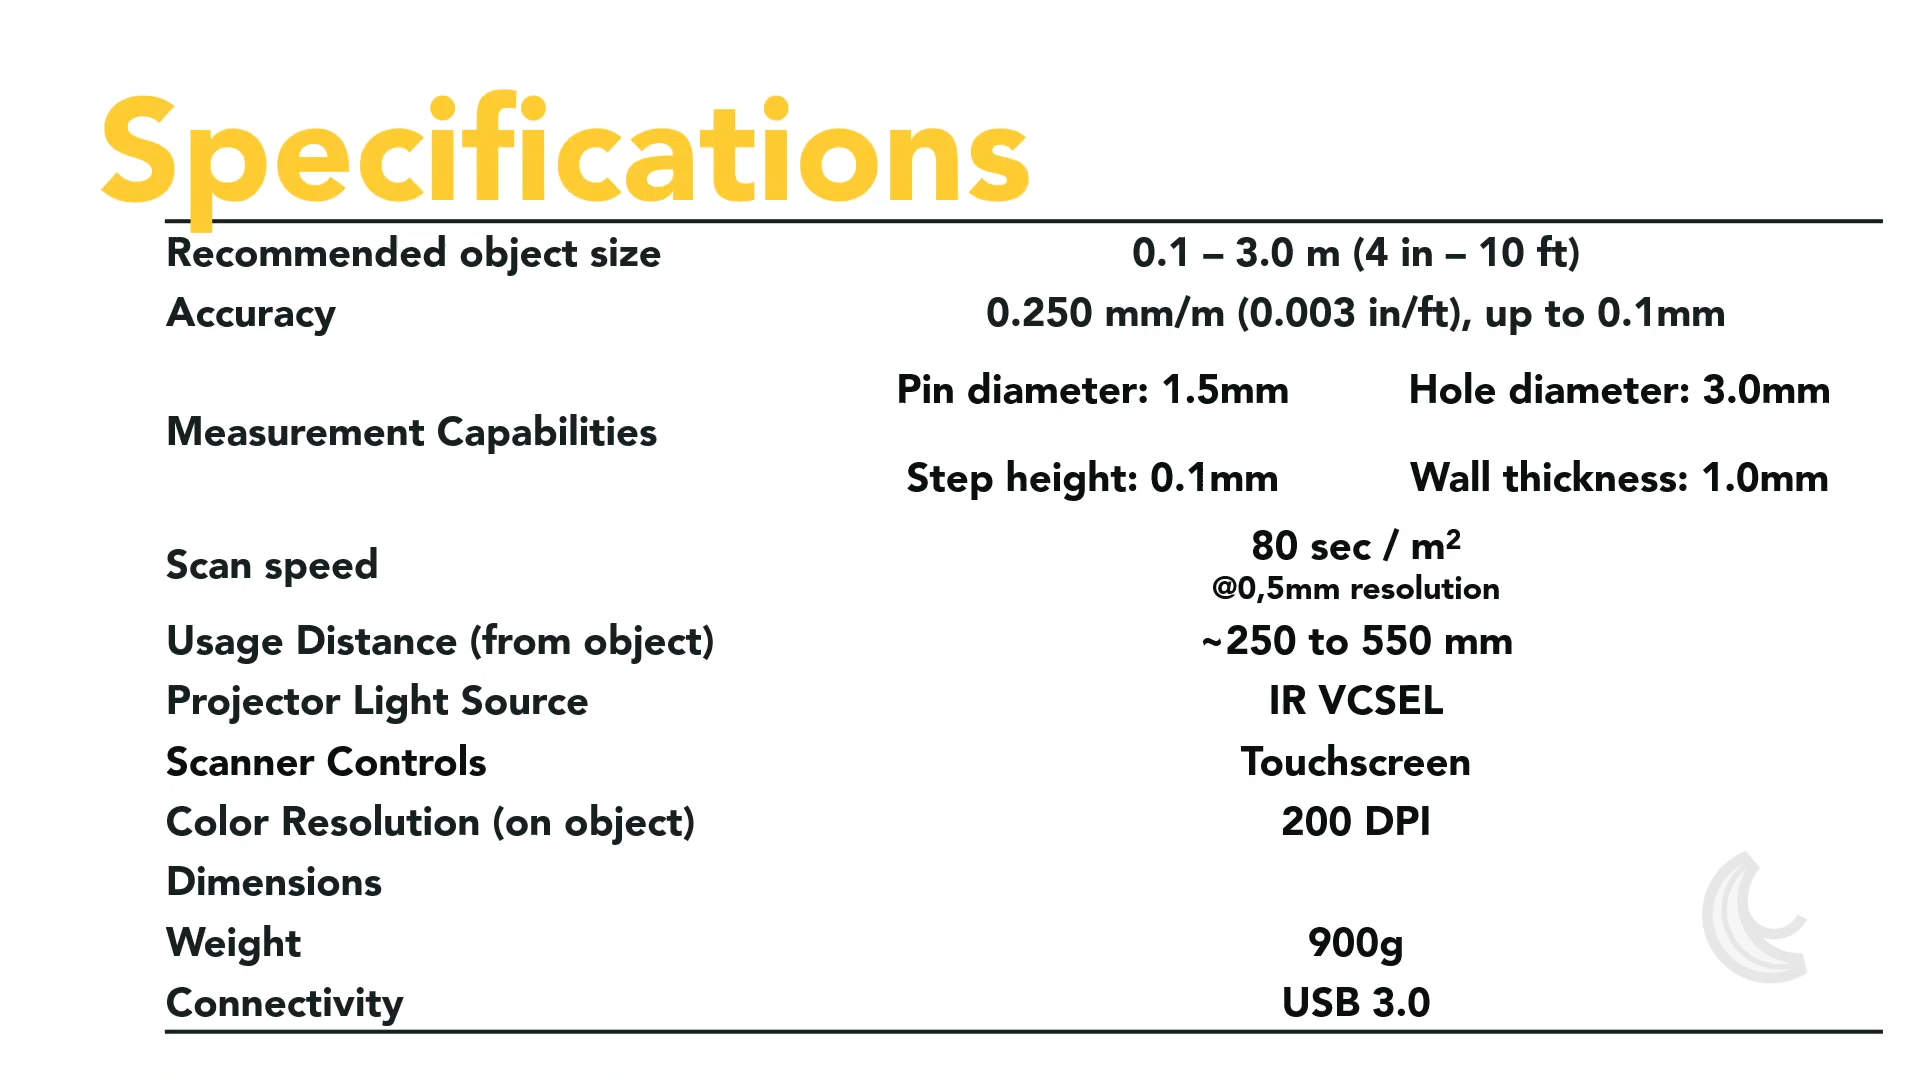 Specifications
Recommended object size 0.1 – 3.0 m (4 in – 10 ft)
Accuracy 0.250 mm/m (0.003 in/ft), up to 0.1mm
Measurement Capabilities
Pin diameter: 1.5mm Hole diameter: 3.0mm
Step height: 0.1mm Wall thickness: 1.0mm
Scan speed 80 sec / m²
@0,5mm resolution
Usage Distance (from object) ~250 to 550 mm
Projector Light Source IR VCSEL
Scanner Controls Touchscreen
Color Resolution (on object) 200 DPI
Dimensions
Weight 900g
Connectivity USB 3.0